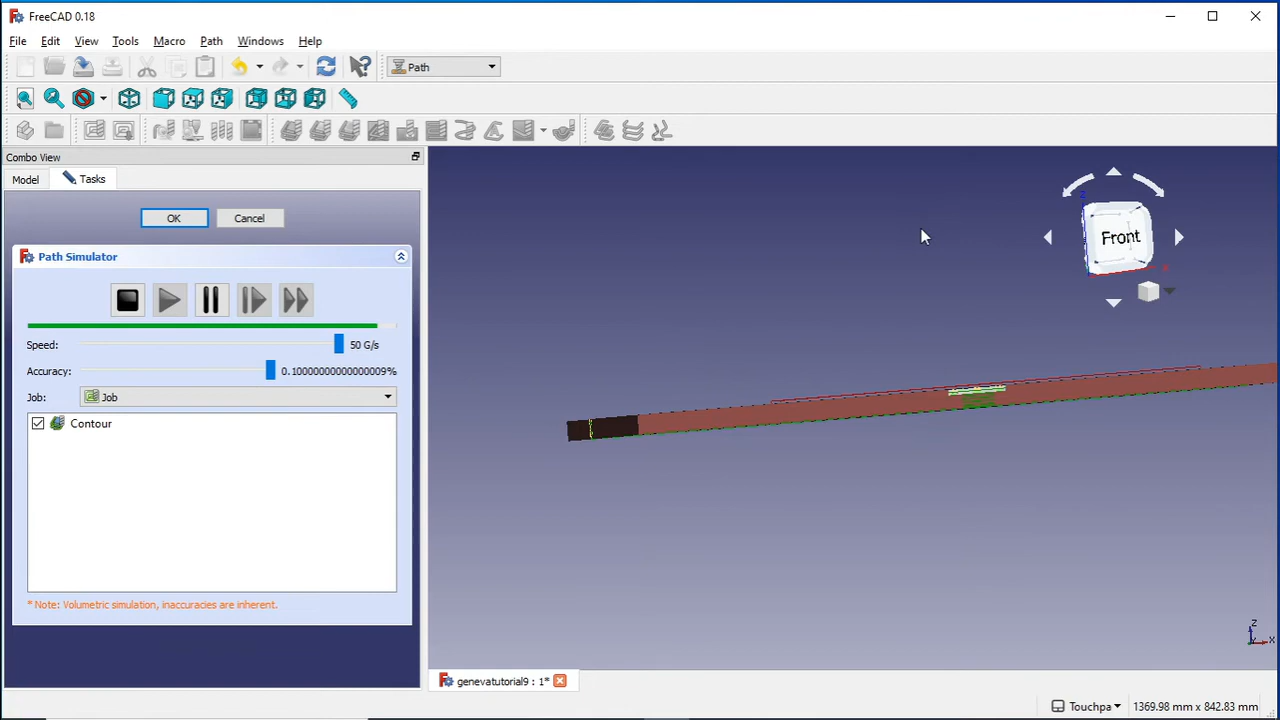 FreeCAD 0.18
File Edit View Tools Macro Path Windows Help
Path
Combo View
Model Tasks
OK Cancel
Path Simulator
Speed: 50 G/s
Accuracy: 0.10000000000000009%
Job: Job
Contour
* Note: Volumetric simulation, inaccuracies are inherent.
Front
z
x
Z
X
genevatutorial9 : 1*
Touchpa 1369.98 mm x 842.83 mm